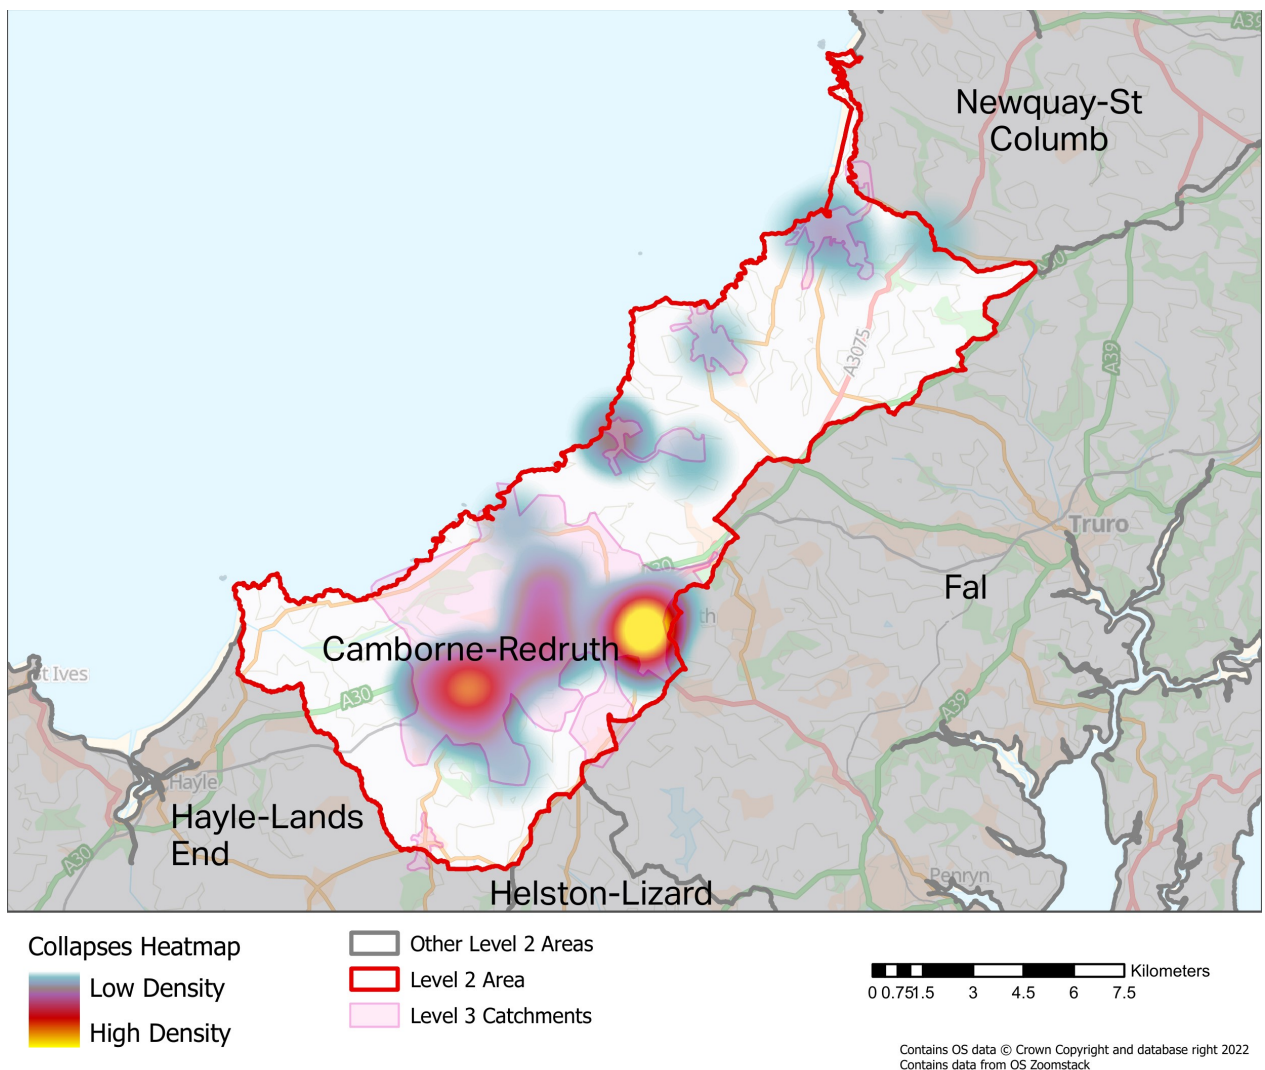 A39
Newquay-St
Columb
A30
A3075
A39
Truro
Fal
th
Camborne-Redruth
St Ives
A30
A39
Hayle
Hayle-Lands
End
A30
Penryn
Helston-Lizard
Collapses Heatmap
Low Density
High Density
Other Level 2 Areas
Level 2 Area
Level 3 Catchments
Kilometers
0 0.75 1.5 3 4.5 6 7.5
Contains OS data © Crown Copyright and database right 2022
Contains data from OS Zoomstack